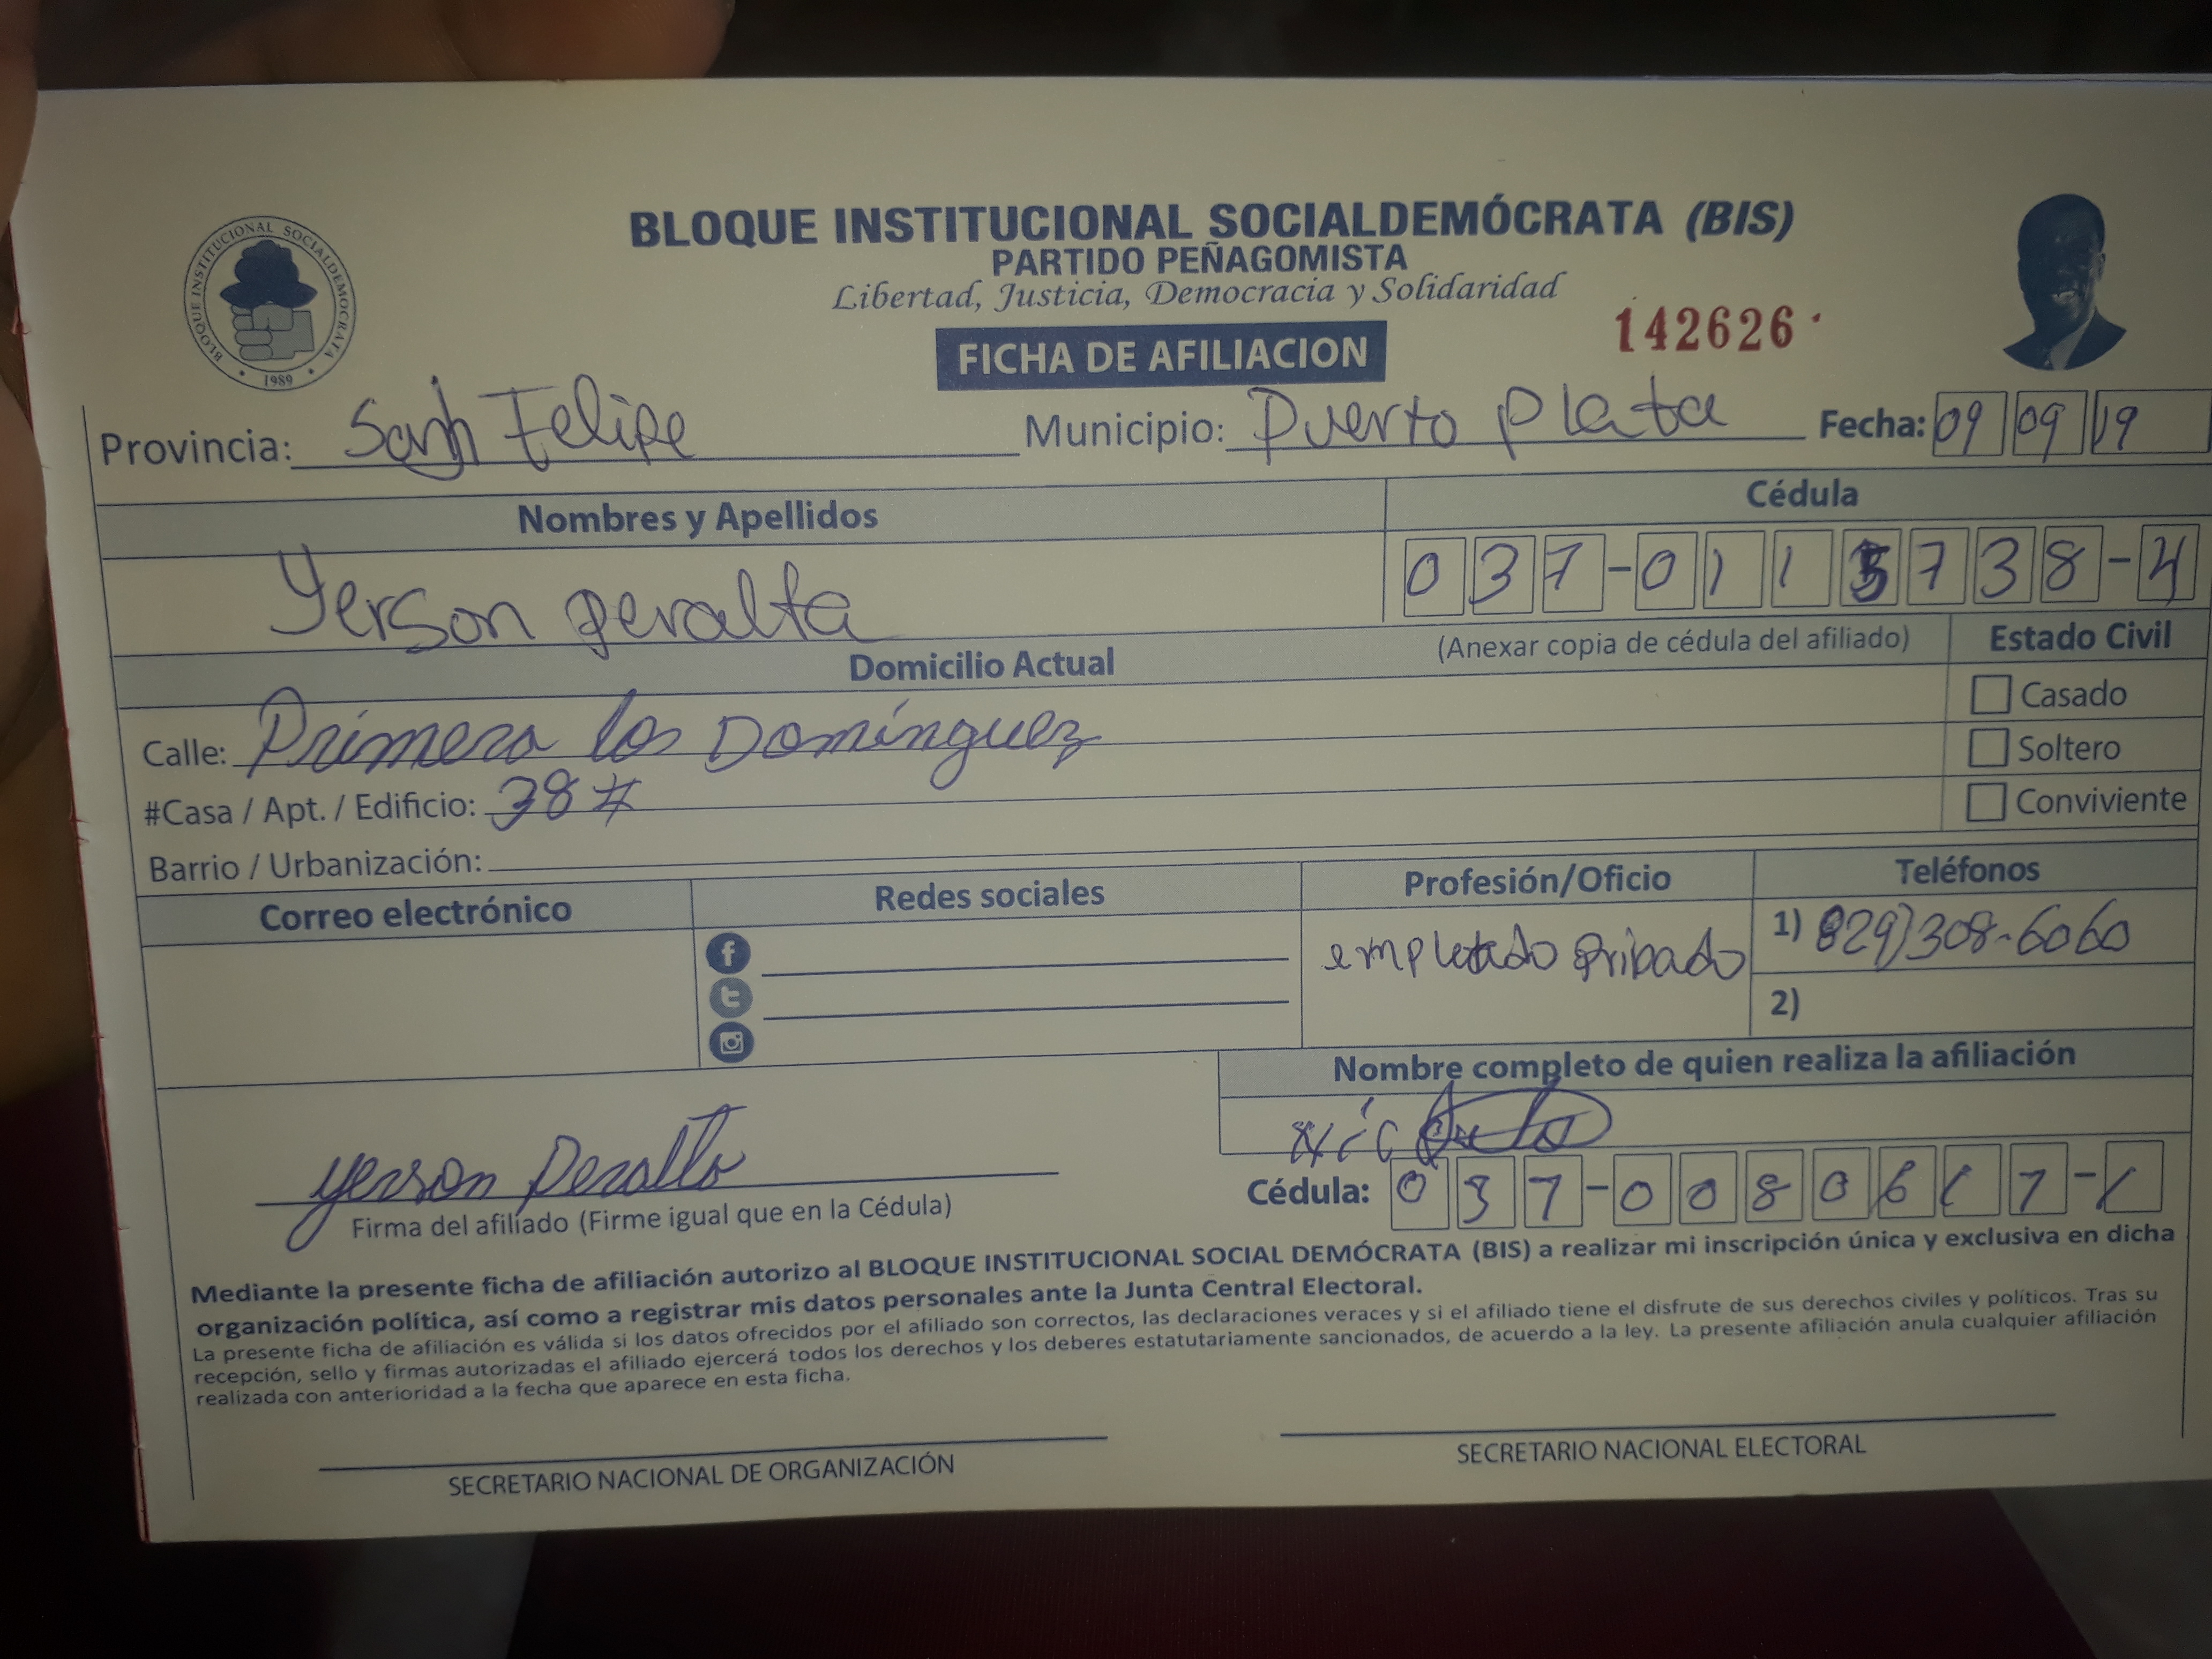 BLOQUE INSTITUCIONAL SOCIALDEMÓCRATA (BIS)
PARTIDO PEÑAGOMISTA
Libertad, Justicia, Democracia y Solidaridad
BLOQUE INSTITUCIONAL SOCIALDEMOCRATA
1989
FICHA DE AFILIACION
142626
Provincia: San Felipe Municipio: Puerto Plata Fecha: 09 09 19
Nombres y Apellidos Cédula
Yerson peralta 037-0115738-4
Domicilio Actual (Anexar copia de cédula del afiliado) Estado Civil
Calle: Primera los Domínguez Casado
#Casa / Apt. / Edificio: 38# Soltero
Conviviente
Barrio / Urbanización:
Correo electrónico Redes sociales Profesión/Oficio Teléfonos
empleado pribado 1) 829)308-6060
2)
Nombre completo de quien realiza la afiliación
Yerson Peralta
Firma del afiliado (Firme igual que en la Cédula) Cédula: 037-0080617-1
Mediante la presente ficha de afiliación autorizo al BLOQUE INSTITUCIONAL SOCIAL DEMÓCRATA (BIS) a realizar mi inscripción única y exclusiva en dicha
organización política, así como a registrar mis datos personales ante la Junta Central Electoral.
La presente ficha de afiliación es válida si los datos ofrecidos por el afiliado son correctos, las declaraciones veraces y si el afiliado tiene el disfrute de sus derechos civiles y políticos. Tras su
recepción, sello y firmas autorizadas el afiliado ejercerá todos los derechos y los deberes estatutariamente sancionados, de acuerdo a la ley. La presente afiliación anula cualquier afiliación
realizada con anterioridad a la fecha que aparece en esta ficha.
SECRETARIO NACIONAL DE ORGANIZACIÓN SECRETARIO NACIONAL ELECTORAL